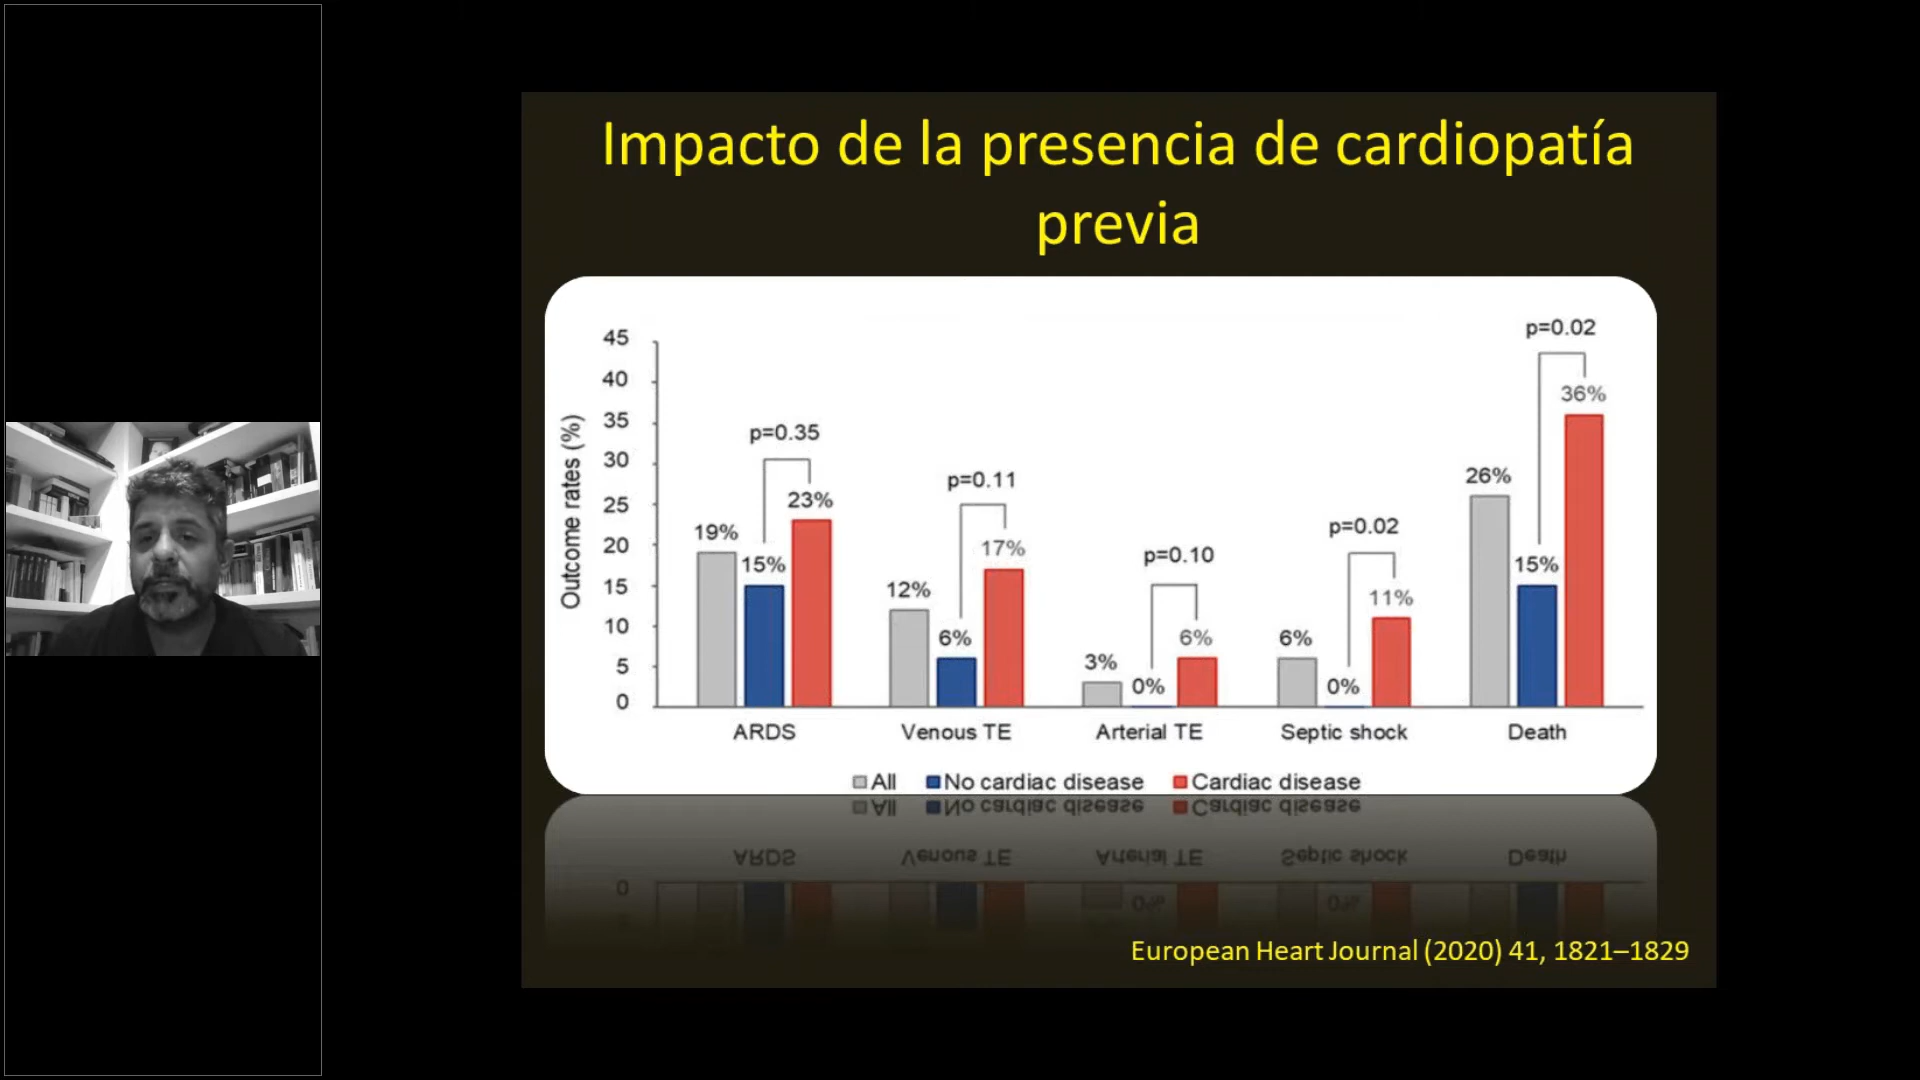 Impacto de la presencia de cardiopatía
previa
45
40
35
30
25
20
15
10
5
0
Outcome rates (%)
19%
15%
p=0.35
23%
12%
6%
p=0.11
17%
3%
0%
p=0.10
6%
6%
0%
p=0.02
11%
26%
15%
p=0.02
36%
ARDS
Venous TE
Arterial TE
Septic shock
Death
All
No cardiac disease
Cardiac disease
European Heart Journal (2020) 41, 1821–1829